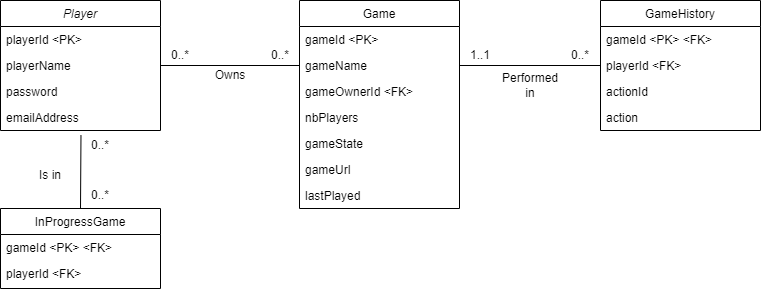 Player
playerId <PK>
playerName
password
emailAddress
0..*
0..*
Owns
Game
gameId <PK>
gameName
gameOwnerId <FK>
nbPlayers
gameState
gameUrl
lastPlayed
1..1
0..*
Performed
in
GameHistory
gameId <PK> <FK>
playerId <FK>
actionId
action
0..*
Is in
0..*
InProgressGame
gameId <PK> <FK>
playerId <FK>